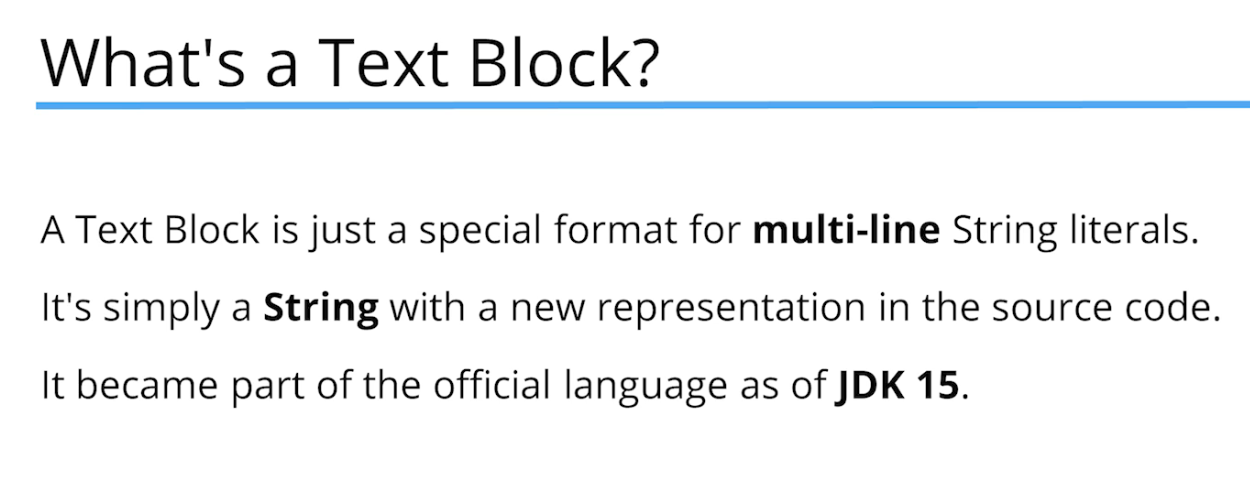 What's a Text Block?
A Text Block is just a special format for multi-line String literals.
It's simply a String with a new representation in the source code.
It became part of the official language as of JDK 15.